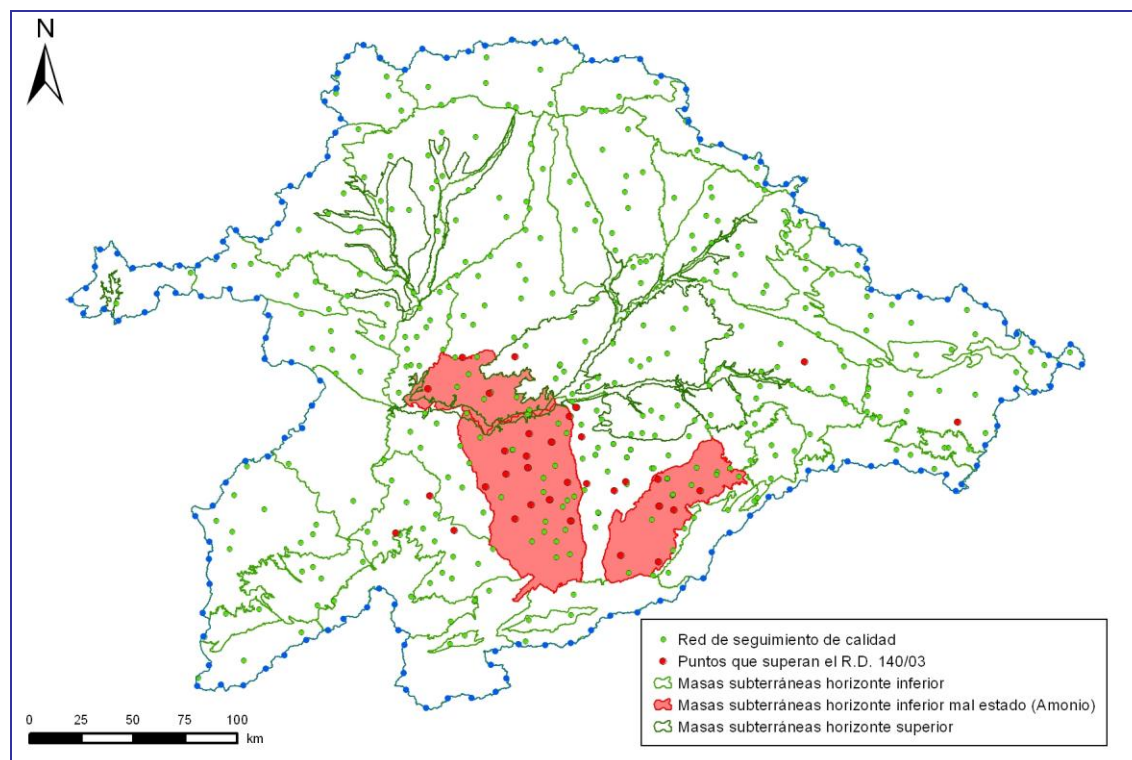 N
Red de seguimiento de calidad
Puntos que superan el R.D. 140/03
Masas subterráneas horizonte inferior
Masas subterráneas horizonte inferior mal estado (Amonio)
Masas subterráneas horizonte superior
0 25 50 75 100
km